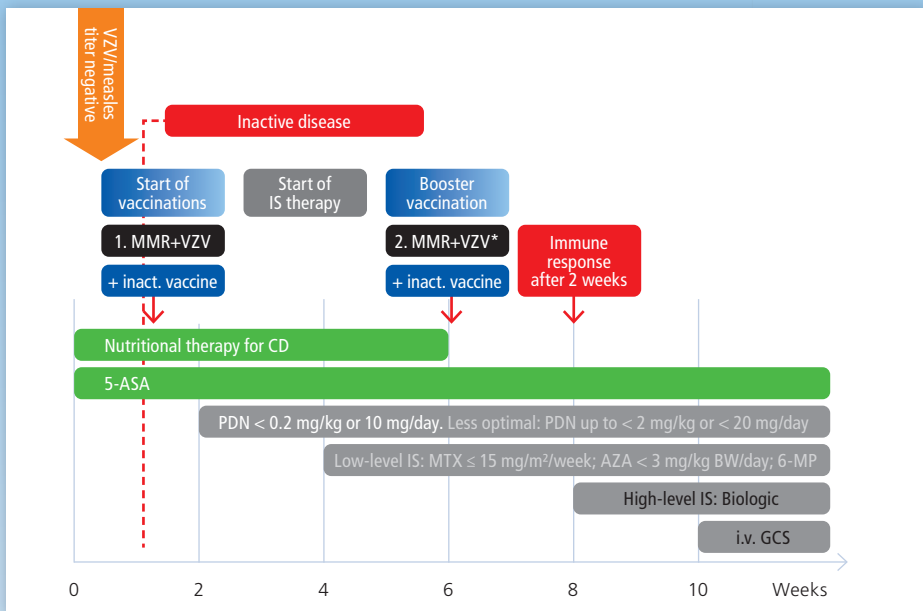 VZV/measles
titer negative
Inactive disease
Start of
vaccinations
Start of
IS therapy
Booster
vaccination
1. MMR+VZV
2. MMR+VZV*
Immune
response
after 2 weeks
+ inact. vaccine
+ inact. vaccine
Nutritional therapy for CD
5-ASA
PDN < 0.2 mg/kg or 10 mg/day. Less optimal: PDN up to < 2 mg/kg or < 20 mg/day
Low-level IS: MTX ≤ 15 mg/m²/week; AZA < 3 mg/kg BW/day; 6-MP
High-level IS: Biologic
i.v. GCS
0 2 4 6 8 10 Weeks